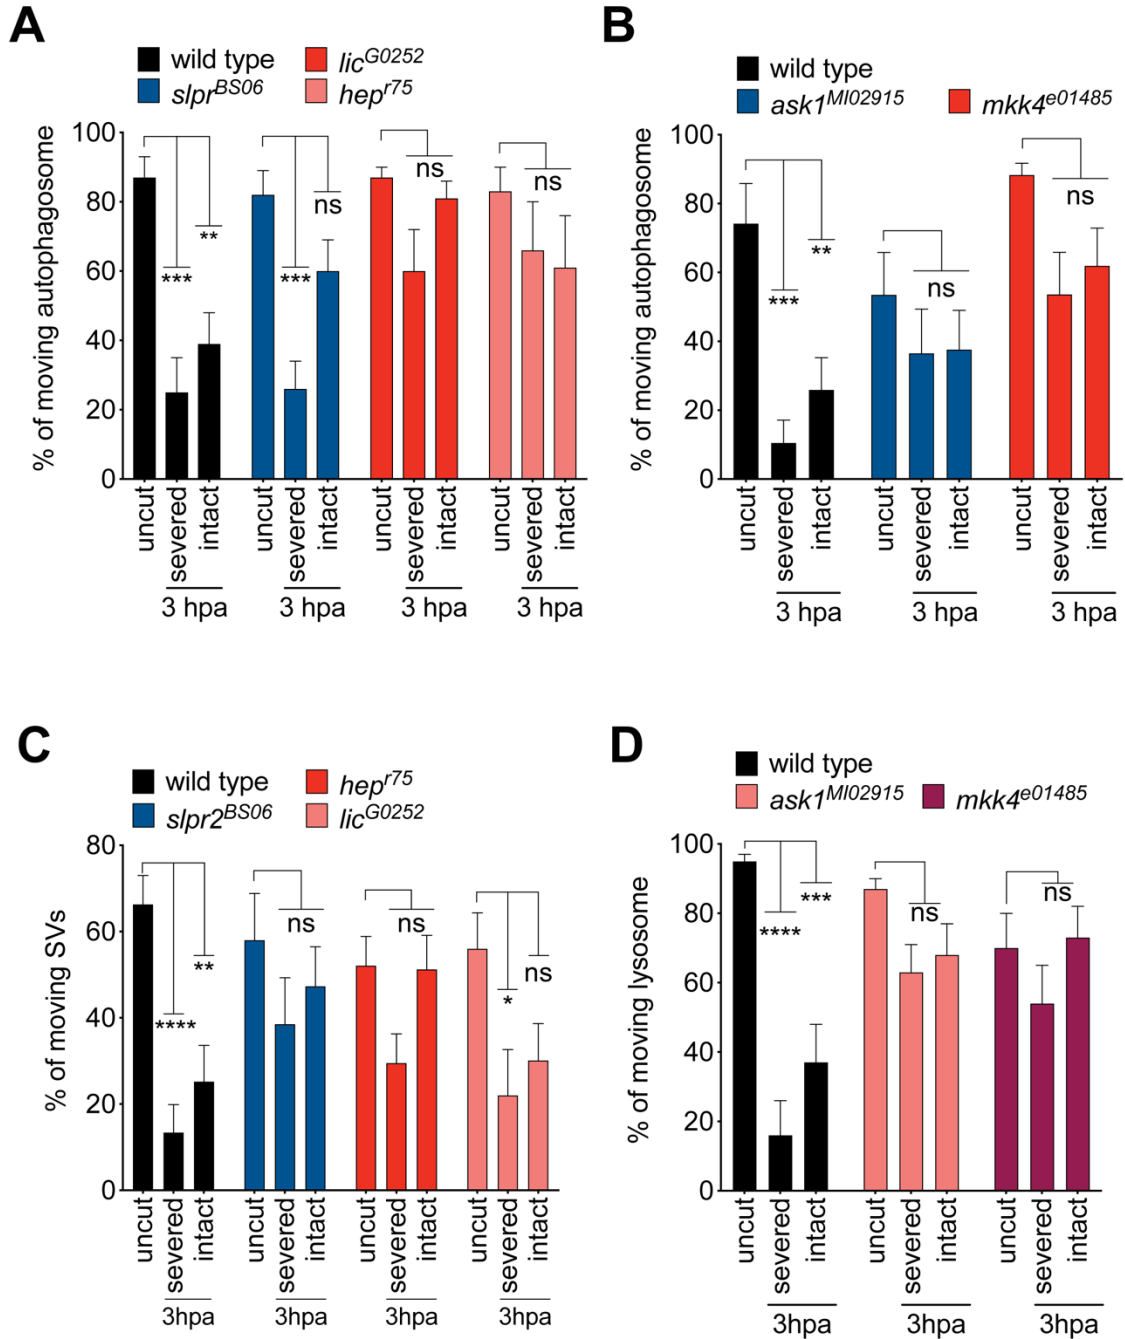 A
wild type
lic^G0252
slpr^BS06
hep^r75
% of moving autophagosome
100
80
60
40
20
0
***
**
***
ns
ns
ns
uncut
severed
intact
uncut
severed
intact
uncut
severed
intact
uncut
severed
intact
3 hpa
3 hpa
3 hpa
3 hpa
B
wild type
ask1^MI02915
mkk4^e01485
% of moving autophagosome
100
80
60
40
20
0
***
**
ns
ns
uncut
severed
intact
uncut
severed
intact
uncut
severed
intact
3 hpa
3 hpa
3 hpa
C
wild type
hep^r75
slpr2^BS06
lic^G0252
% of moving SVs
80
60
40
20
0
****
**
ns
ns
*
ns
uncut
severed
intact
uncut
severed
intact
uncut
severed
intact
uncut
severed
intact
3hpa
3hpa
3hpa
3hpa
D
wild type
ask1^MI02915
mkk4^e01485
% of moving lysosome
100
80
60
40
20
0
****
***
ns
ns
uncut
severed
intact
uncut
severed
intact
uncut
severed
intact
3hpa
3hpa
3hpa